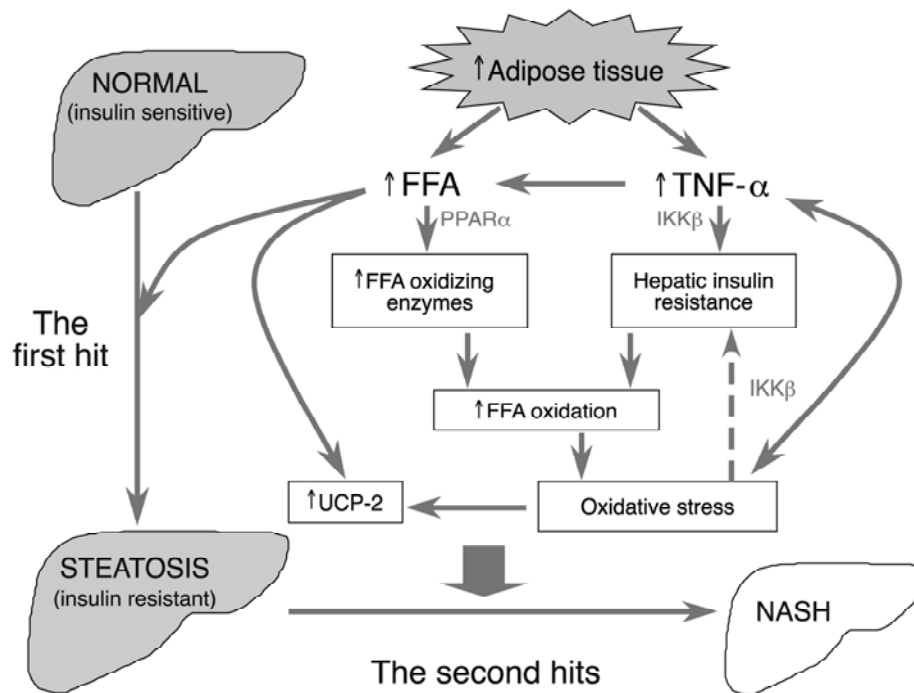 ↑Adipose tissue
NORMAL
(insulin sensitive)
↑FFA
↑TNF-α
PPARα
IKKβ
↑FFA oxidizing
enzymes
Hepatic insulin
resistance
The
first hit
↑FFA oxidation
IKKβ
↑UCP-2
Oxidative stress
STEATOSIS
(insulin resistant)
NASH
The second hits